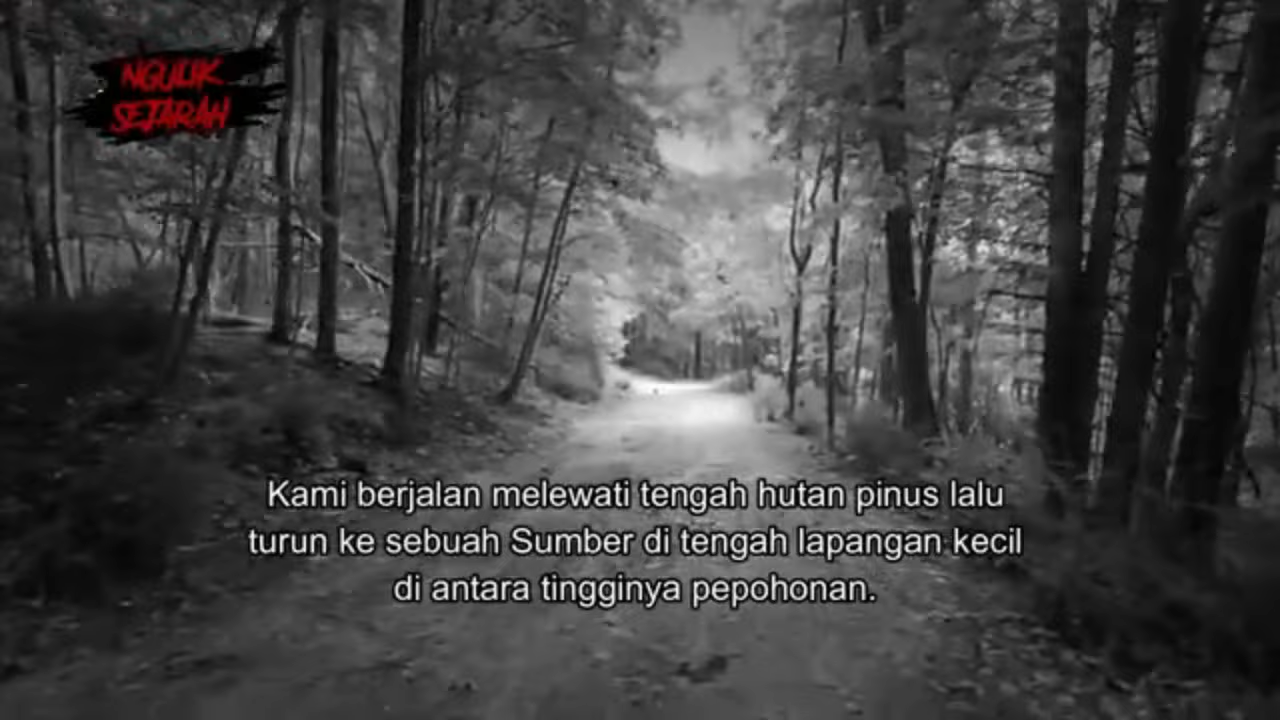 NGULIK
SEJARAH
Kami berjalan melewati tengah hutan pinus lalu
turun ke sebuah Sumber di tengah lapangan kecil
di antara tingginya pepohonan.